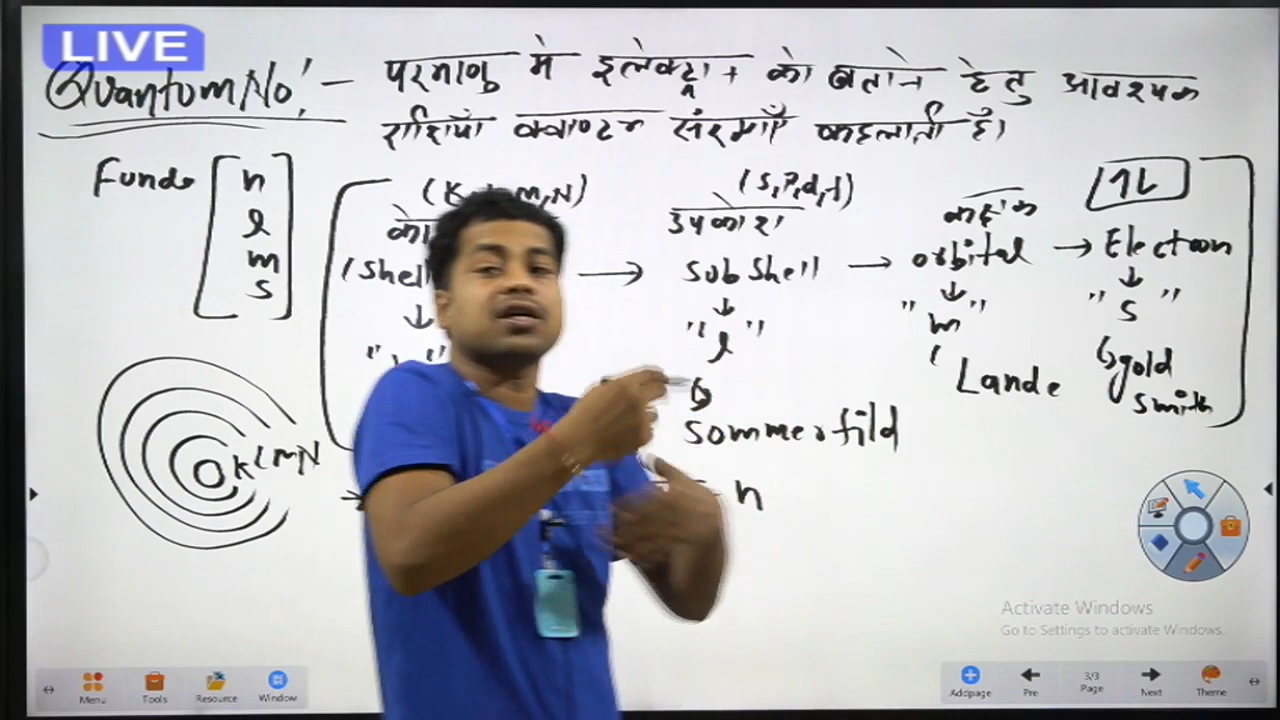 LIVE
Quantum No:- परमाणु मे इलेक्ट्रान को बताने हेतु आवश्यक
राशियाँ क्वाण्टम संख्याएँ कहलाती है।
Funda n (K, m, N) (s, p, d, f) 1L
l उपकोश कक्षक
m (Shell → Subshell → orbital → Electron
s ↓ ↓ ↓ ↓
" "l" "m" "s"
Lande gold
smith
Sommerfild
K L M N
n
Activate Windows
Go to Settings to activate Windows.
Menu Tools Resource Window Addpage Pre 3/3 Page Next Theme